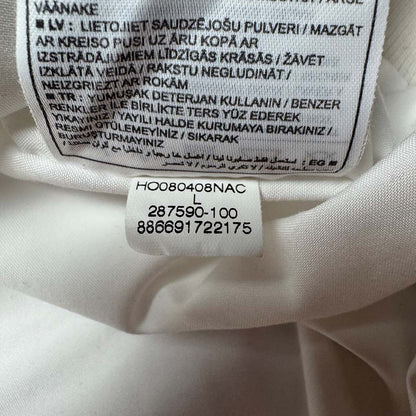 VÄÄNAKE
■ LV: LIETOJIET SAUDZĒJOŠU PULVERI / MAZGĀT
AR KREISO PUSI UZ ĀRU KOPĀ AR
IZSTRĀDĀJUMIEM LĪDZĪGĀS KRĀSĀS / ŽĀVĒT
IZKLĀTĀ VEIDĀ / RAKSTU NEGLUDINĀT /
NEIZGRIEZT AR ROKĀM
■ TR: YUMUŞAK DETERJAN KULLANIN / BENZER
RENKLER İLE BİRLİKTE TERS YÜZ EDEREK
YIKAYINIZ / YAYILI HALDE KURUMAYA BIRAKINIZ /
RESMİ ÜTÜLEMEYİNİZ / SIKARAK
BURUŞTURMAYINIZ
■ EG:
HO080408NAC
L
287590-100
886691722175